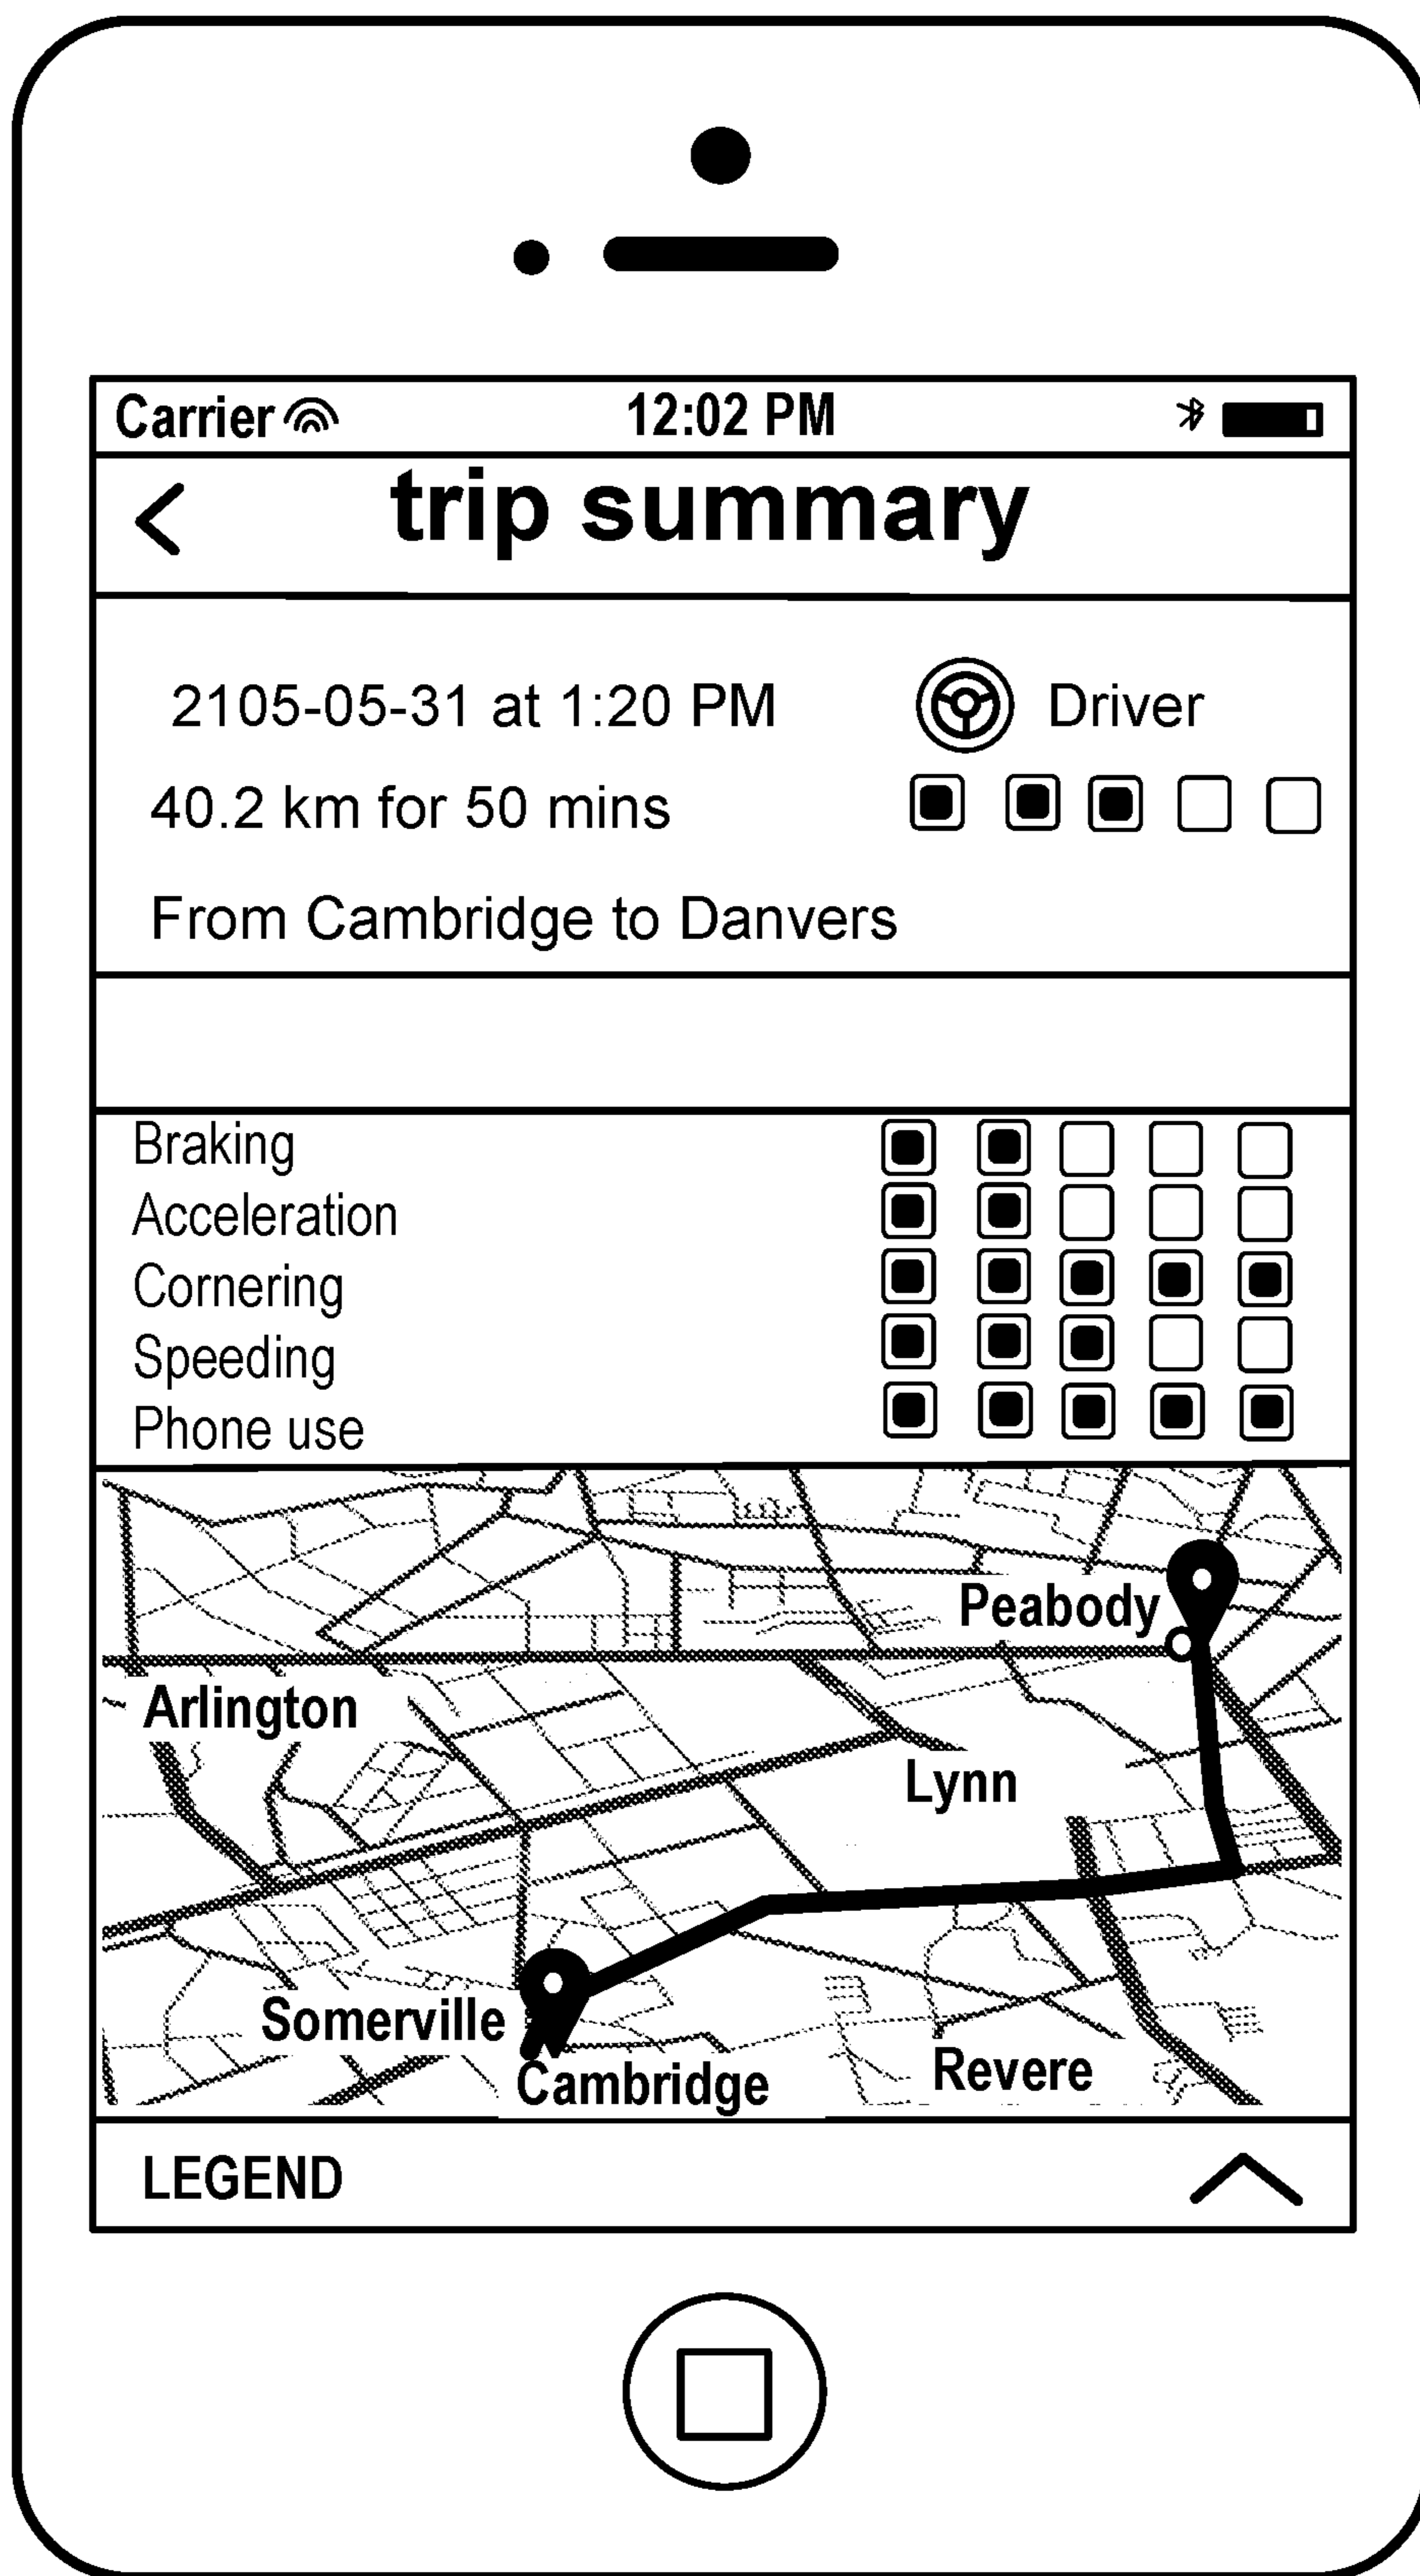 Carrier 12:02 PM
trip summary
2105-05-31 at 1:20 PM Driver
40.2 km for 50 mins
From Cambridge to Danvers
Braking
Acceleration
Cornering
Speeding
Phone use
Peabody
Arlington
Lynn
Somerville
Cambridge
Revere
LEGEND